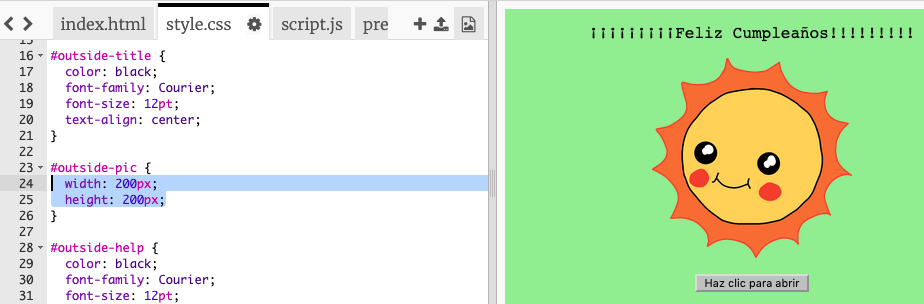 index.html style.css script.js pre
15
16 #outside-title {
17 color: black;
18 font-family: Courier;
19 font-size: 12pt;
20 text-align: center;
21 }
22
23 #outside-pic {
24 width: 200px;
25 height: 200px;
26 }
27
28 #outside-help {
29 color: black;
30 font-family: Courier;
31 font-size: 12pt;
¡¡¡¡¡¡¡¡¡Feliz Cumpleaños!!!!!!!!!
Haz clic para abrir